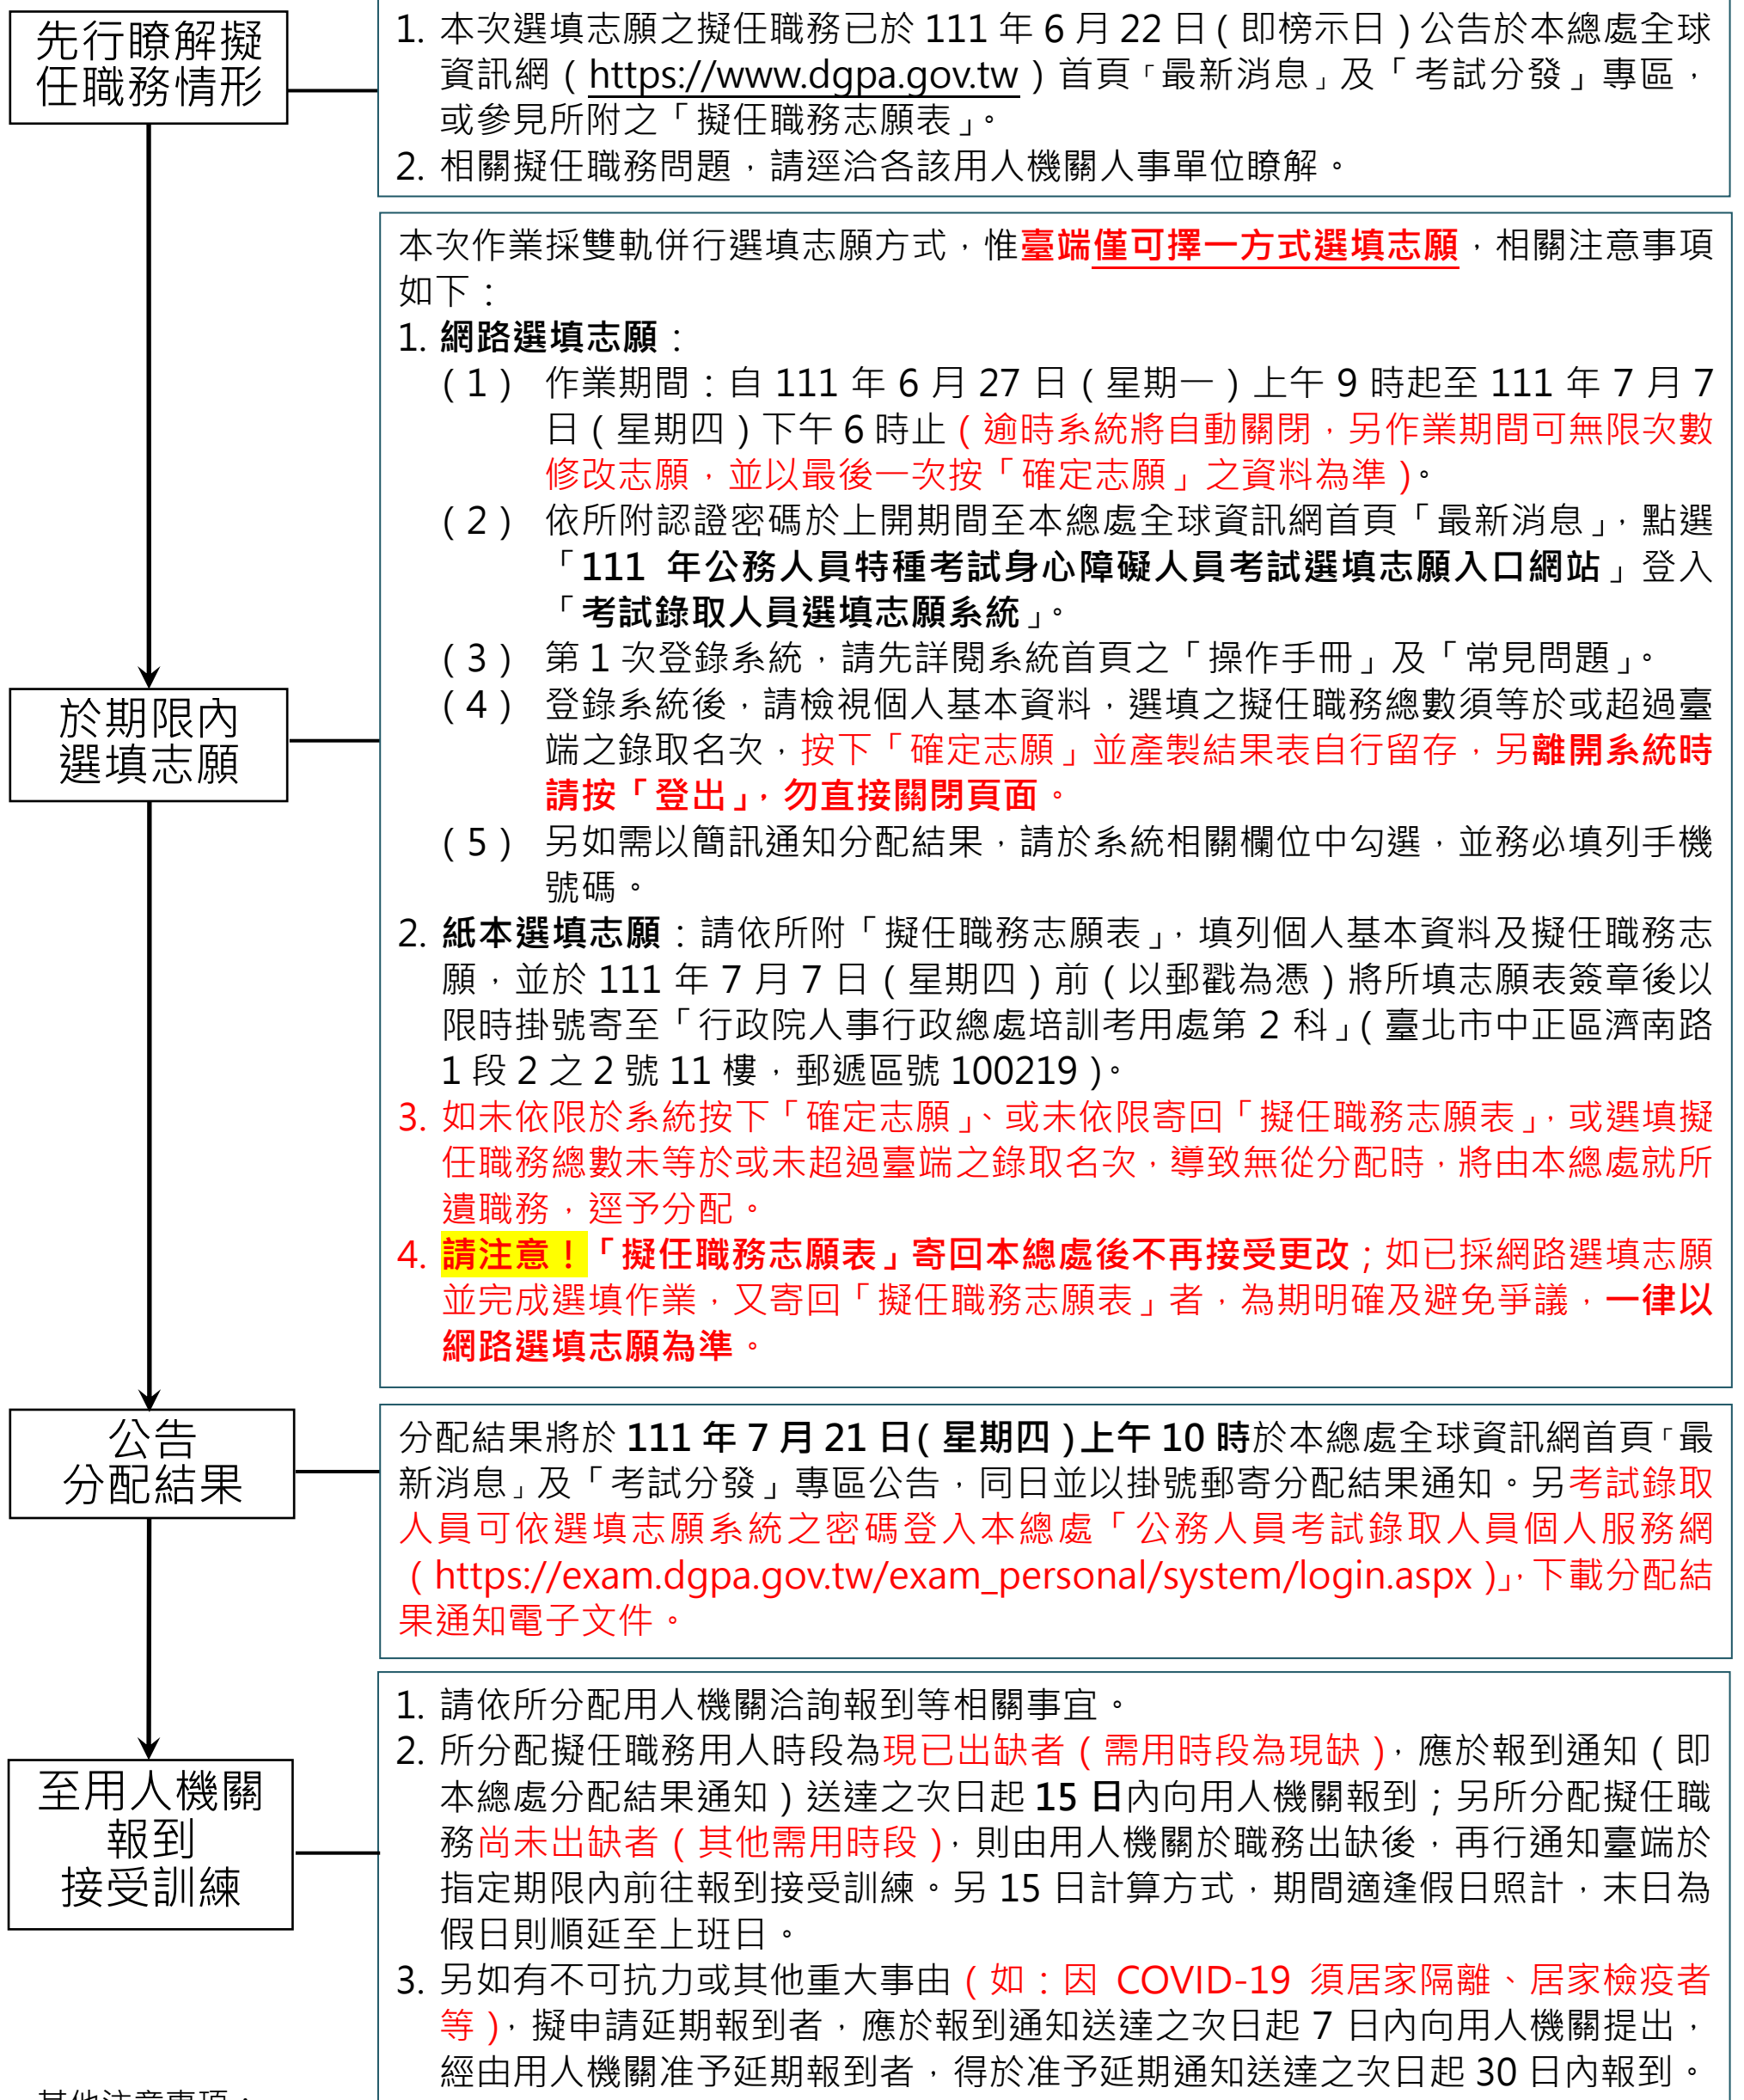 先行瞭解擬
任職務情形
1. 本次選填志願之擬任職務已於 111 年 6 月 22 日（即榜示日）公告於本總處全球
資訊網（https://www.dgpa.gov.tw）首頁「最新消息」及「考試分發」專區，
或參見所附之「擬任職務志願表」。
2. 相關擬任職務問題，請逕洽各該用人機關人事單位瞭解。
於期限內
選填志願
本次作業採雙軌併行選填志願方式，惟臺端僅可擇一方式選填志願，相關注意事項
如下：
1. 網路選填志願：
（1） 作業期間：自 111 年 6 月 27 日（星期一）上午 9 時起至 111 年 7 月 7
日（星期四）下午 6 時止（逾時系統將自動關閉，另作業期間可無限次數
修改志願，並以最後一次按「確定志願」之資料為準）。
（2） 依所附認證密碼於上開期間至本總處全球資訊網首頁「最新消息」，點選
「111 年公務人員特種考試身心障礙人員考試選填志願入口網站」登入
「考試錄取人員選填志願系統」。
（3） 第 1 次登錄系統，請先詳閱系統首頁之「操作手冊」及「常見問題」。
（4） 登錄系統後，請檢視個人基本資料，選填之擬任職務總數須等於或超過臺
端之錄取名次，按下「確定志願」並產製結果表自行留存，另離開系統時
請按「登出」，勿直接關閉頁面。
（5） 另如需以簡訊通知分配結果，請於系統相關欄位中勾選，並務必填列手機
號碼。
2. 紙本選填志願：請依所附「擬任職務志願表」，填列個人基本資料及擬任職務志
願，並於 111 年 7 月 7 日（星期四）前（以郵戳為憑）將所填志願表簽章後以
限時掛號寄至「行政院人事行政總處培訓考用處第 2 科」（臺北市中正區濟南路
1 段 2 之 2 號 11 樓，郵遞區號 100219）。
3. 如未依限於系統按下「確定志願」、或未依限寄回「擬任職務志願表」，或選填擬
任職務總數未等於或未超過臺端之錄取名次，導致無從分配時，將由本總處就所
遺職務，逕予分配。
4. 請注意！「擬任職務志願表」寄回本總處後不再接受更改；如已採網路選填志願
並完成選填作業，又寄回「擬任職務志願表」者，為期明確及避免爭議，一律以
網路選填志願為準。
公告
分配結果
分配結果將於 111 年 7 月 21 日（星期四）上午 10 時於本總處全球資訊網首頁「最
新消息」及「考試分發」專區公告，同日並以掛號郵寄分配結果通知。另考試錄取
人員可依選填志願系統之密碼登入本總處「公務人員考試錄取人員個人服務網
（https://exam.dgpa.gov.tw/exam_personal/system/login.aspx）」，下載分配結
果通知電子文件。
至用人機關
報到
接受訓練
1. 請依所分配用人機關洽詢報到等相關事宜。
2. 所分配擬任職務用人時段為現已出缺者（需用時段為現缺），應於報到通知（即
本總處分配結果通知）送達之次日起 15 日內向用人機關報到；另所分配擬任職
務尚未出缺者（其他需用時段），則由用人機關於職務出缺後，再行通知臺端於
指定期限內前往報到接受訓練。另 15 日計算方式，期間適逢假日照計，末日為
假日則順延至上班日。
3. 另如有不可抗力或其他重大事由（如：因 COVID-19 須居家隔離、居家檢疫者
等），擬申請延期報到者，應於報到通知送達之次日起 7 日內向用人機關提出，
經由用人機關准予延期報到者，得於准予延期通知送達之次日起 30 日內報到。
其他注意事項：